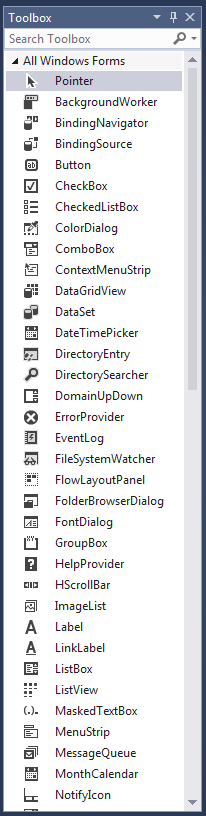 Toolbox
Search Toolbox
All Windows Forms
Pointer
BackgroundWorker
BindingNavigator
BindingSource
Button
CheckBox
CheckedListBox
ColorDialog
ComboBox
ContextMenuStrip
DataGridView
DataSet
DateTimePicker
DirectoryEntry
DirectorySearcher
DomainUpDown
ErrorProvider
EventLog
FileSystemWatcher
FlowLayoutPanel
FolderBrowserDialog
FontDialog
GroupBox
HelpProvider
HScrollBar
ImageList
Label
LinkLabel
ListBox
ListView
MaskedTextBox
MenuStrip
MessageQueue
MonthCalendar
NotifyIcon